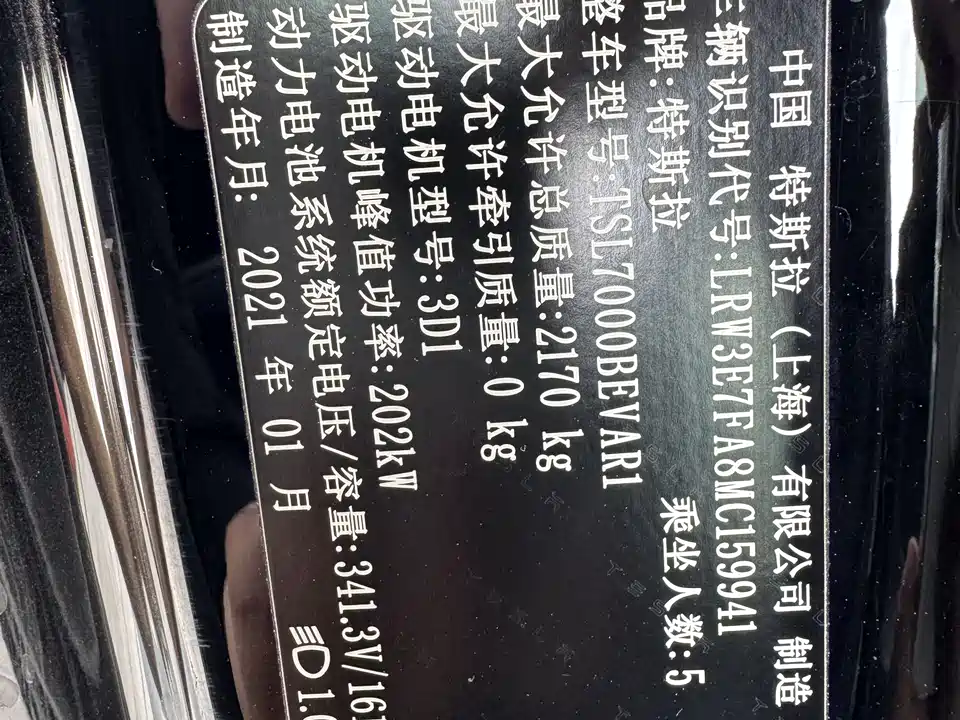 中国 特斯拉（上海）有限公司 制造
车辆识别代号:LRW3E7FA8MC159941
品牌:特斯拉 乘坐人数:5
整车型号:TSL7000BEVAR1
最大允许总质量:2170 kg
最大允许牵引质量: 0 kg
驱动电机型号:3D1
驱动电机峰值功率:202kW
动力电池系统额定电压/容量:341.3V/161
制造年月: 2021 年 01 月 1.0